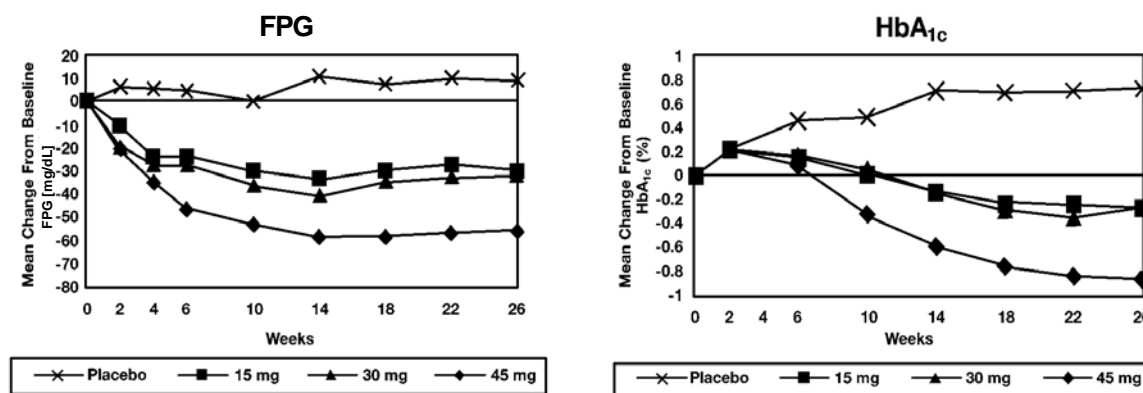 FPG
Mean Change From Baseline
FPG [mg/dL]
20
10
0
-10
-20
-30
-40
-50
-60
-70
-80
0 2 4 6 10 14 18 22 26
Weeks
Placebo 15 mg 30 mg 45 mg
HbA1c
Mean Change From Baseline
HbA1c (%)
1
0.8
0.6
0.4
0.2
0
-0.2
-0.4
-0.6
-0.8
-1
0 2 4 6 10 14 18 22 26
Weeks
Placebo 15 mg 30 mg 45 mg